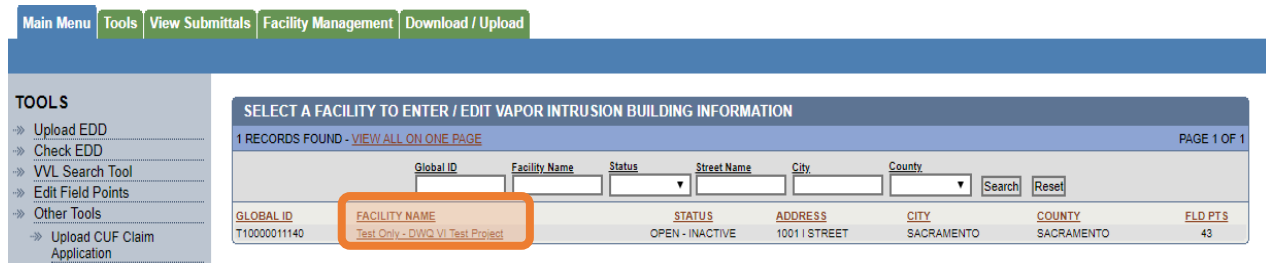 Main Menu Tools View Submittals Facility Management Download / Upload
TOOLS
Upload EDD
Check EDD
VVL Search Tool
Edit Field Points
Other Tools
Upload CUF Claim
Application
SELECT A FACILITY TO ENTER / EDIT VAPOR INTRUSION BUILDING INFORMATION
1 RECORDS FOUND - VIEW ALL ON ONE PAGE PAGE 1 OF 1
Global ID Facility Name Status Street Name City County
Search Reset
GLOBAL ID FACILITY NAME STATUS ADDRESS CITY COUNTY FLD PTS
T10000011140 Test Only - DWQ VI Test Project OPEN - INACTIVE 1001 I STREET SACRAMENTO SACRAMENTO 43